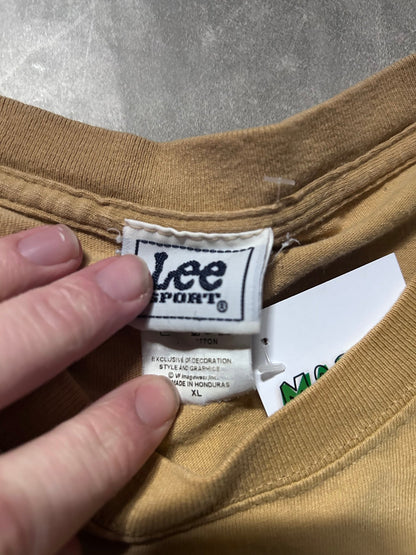 Lee
SPORT®
EXCLUSIVE OF DECORATION
STYLE AND GRAPHICS
MADE IN HONDURAS
XL